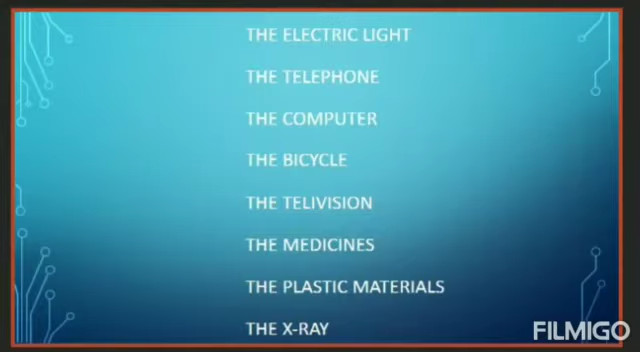 THE ELECTRIC LIGHT
THE TELEPHONE
THE COMPUTER
THE BICYCLE
THE TELIVISION
THE MEDICINES
THE PLASTIC MATERIALS
THE X-RAY
FILMIGO